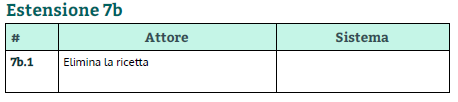 Estensione 7b
# Attore Sistema
7b.1 Elimina la ricetta